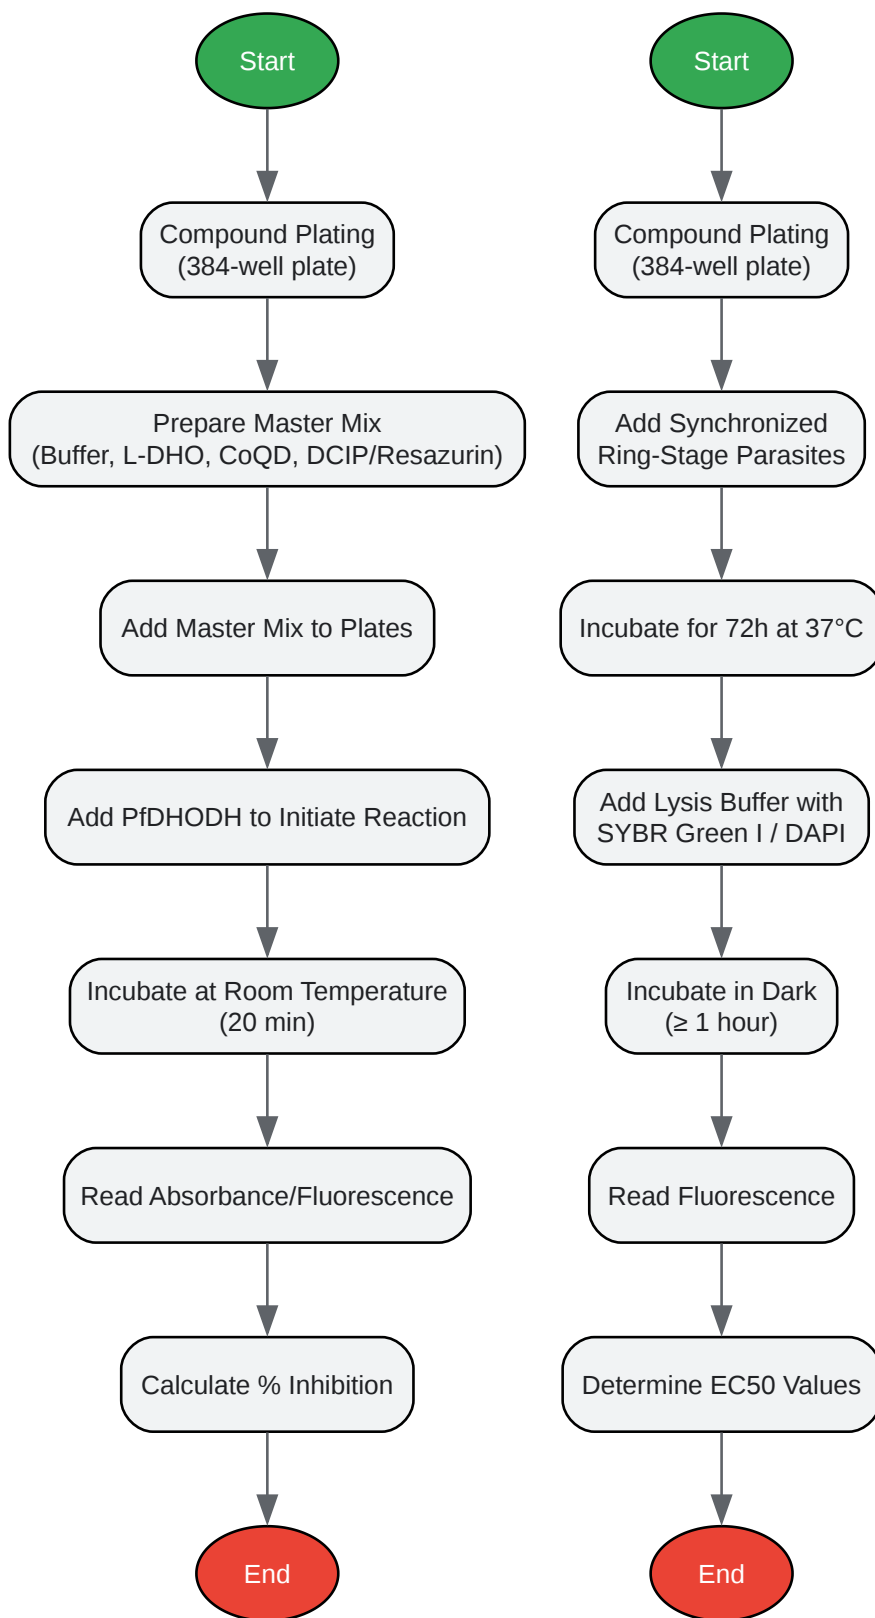 Start
Compound Plating
(384-well plate)
Prepare Master Mix
(Buffer, L-DHO, CoQD, DCIP/Resazurin)
Add Master Mix to Plates
Add PfDHODH to Initiate Reaction
Incubate at Room Temperature
(20 min)
Read Absorbance/Fluorescence
Calculate % Inhibition
End
Start
Compound Plating
(384-well plate)
Add Synchronized
Ring-Stage Parasites
Incubate for 72h at 37°C
Add Lysis Buffer with
SYBR Green I / DAPI
Incubate in Dark
(≥ 1 hour)
Read Fluorescence
Determine EC50 Values
End